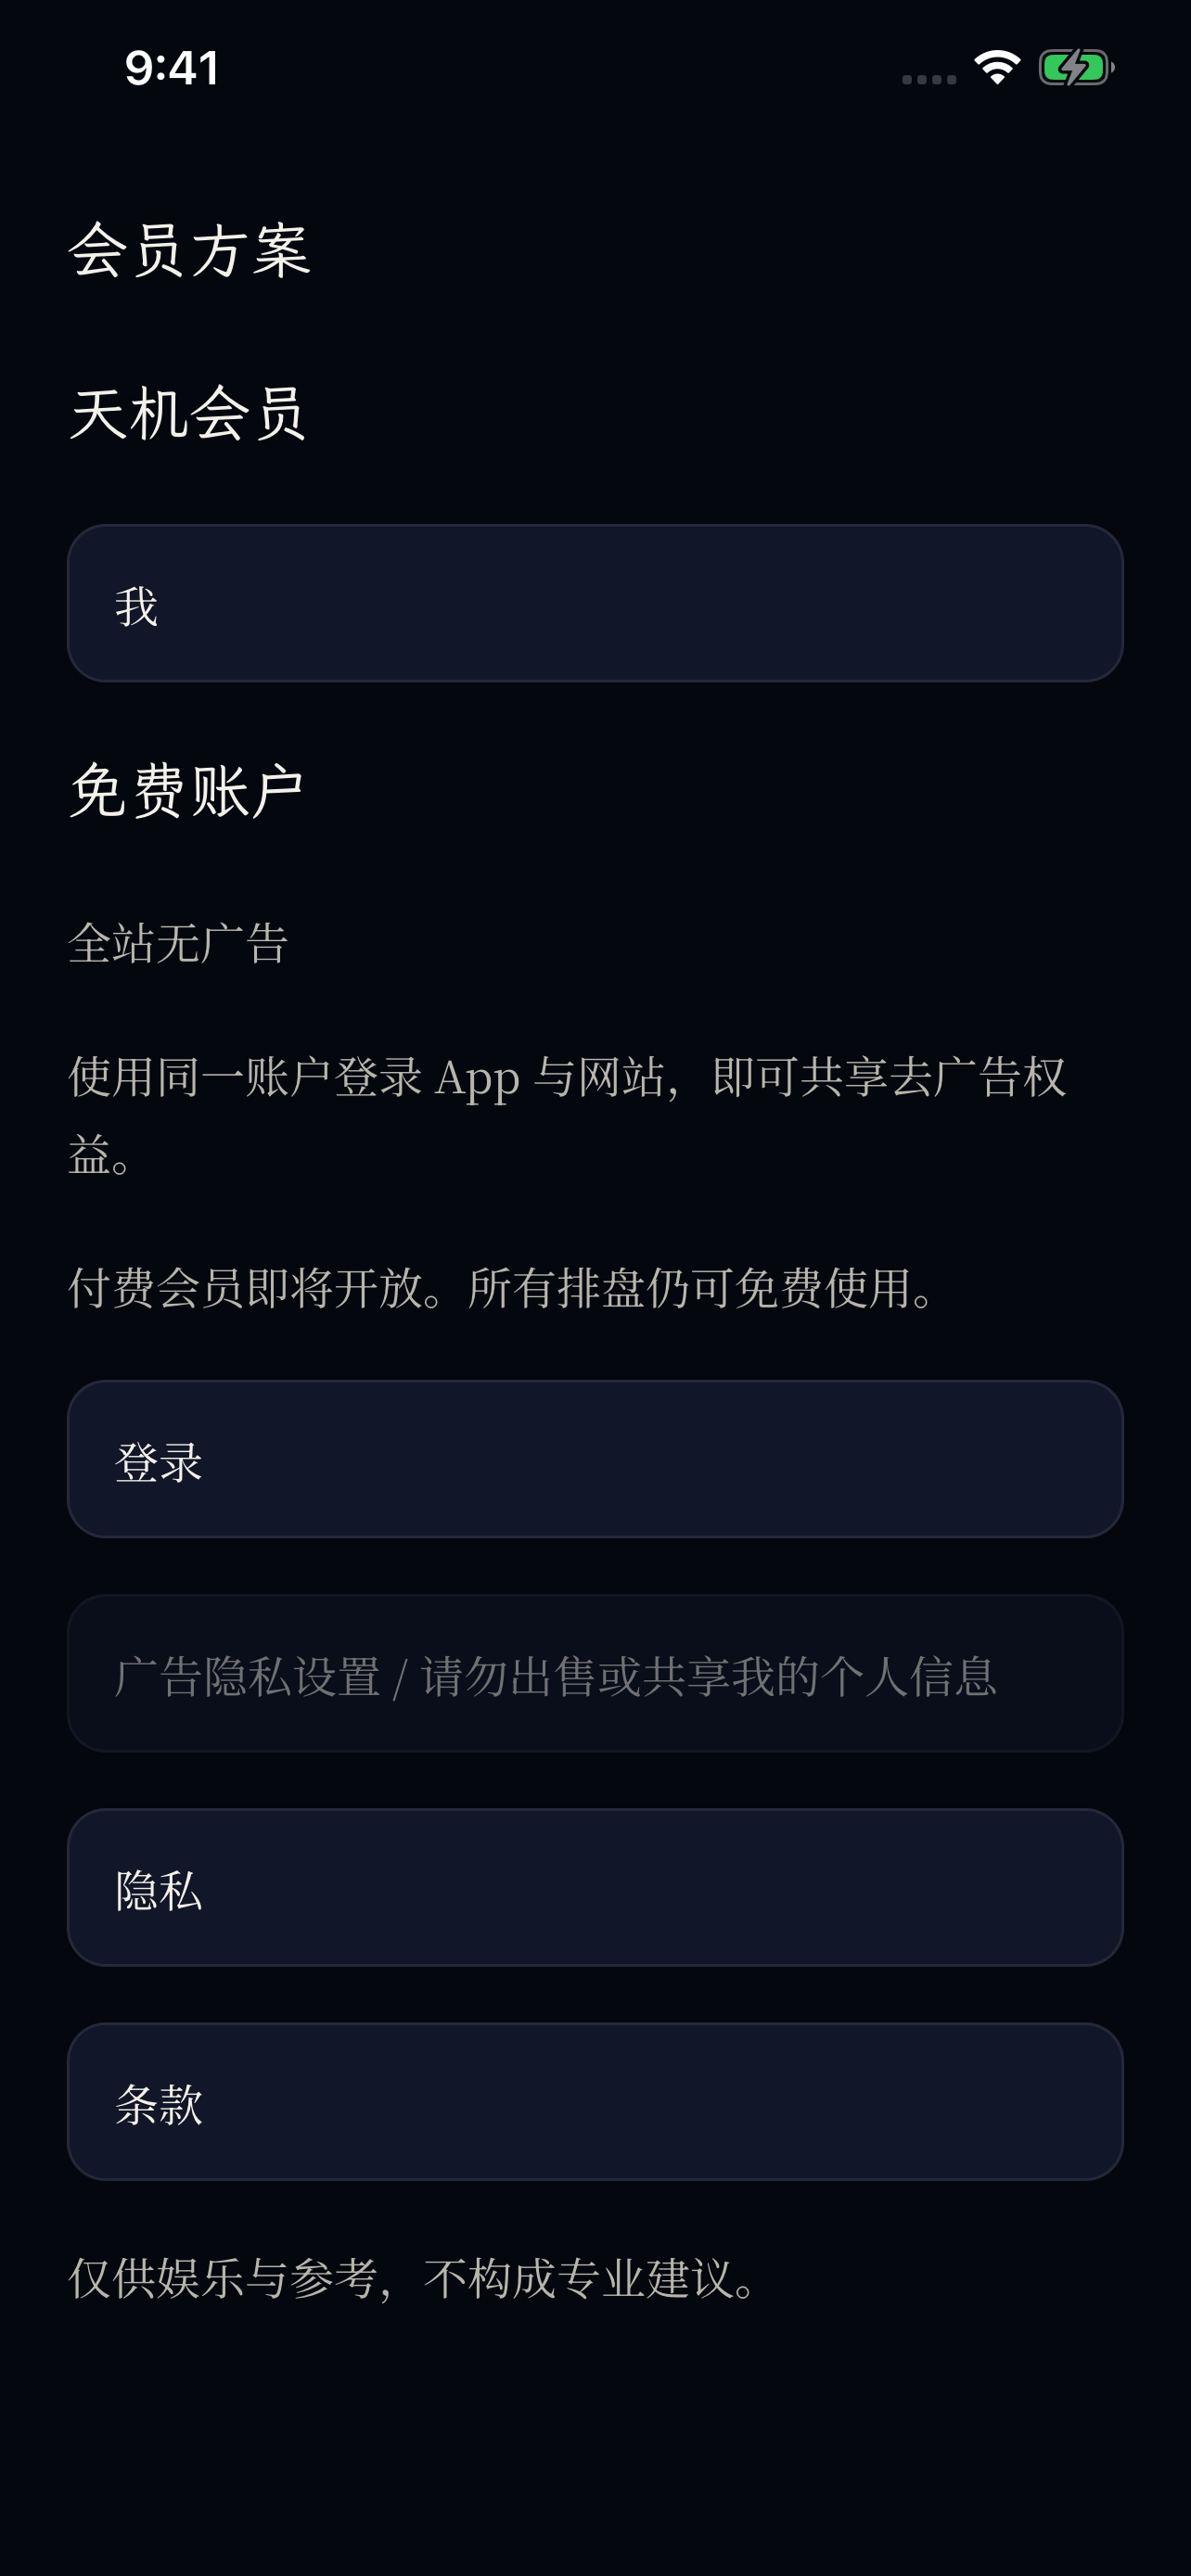 9:41
会员方案
天机会员
我
免费账户
全站无广告
使用同一账户登录 App 与网站，即可共享去广告权
益。
付费会员即将开放。所有排盘仍可免费使用。
登录
广告隐私设置 / 请勿出售或共享我的个人信息
隐私
条款
仅供娱乐与参考，不构成专业建议。